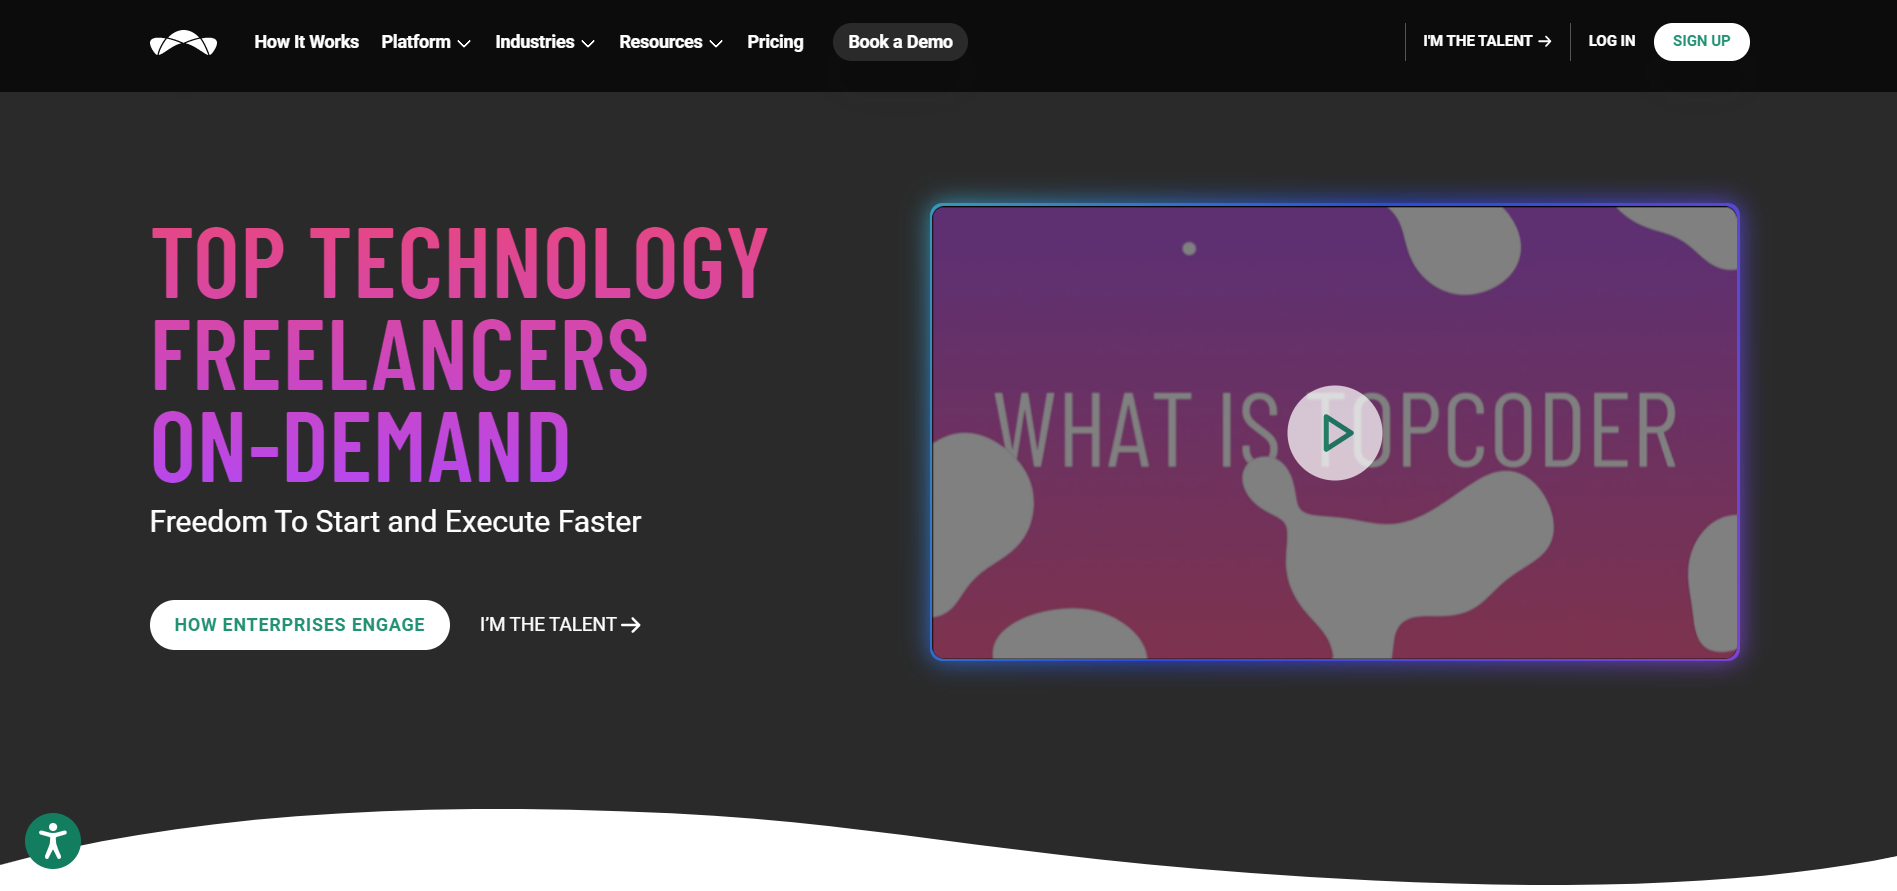 How It Works Platform Industries Resources Pricing Book a Demo I'M THE TALENT → LOG IN SIGN UP
TOP TECHNOLOGY
FREELANCERS
ON-DEMAND
Freedom To Start and Execute Faster
HOW ENTERPRISES ENGAGE I'M THE TALENT →
WHAT IS TOPCODER